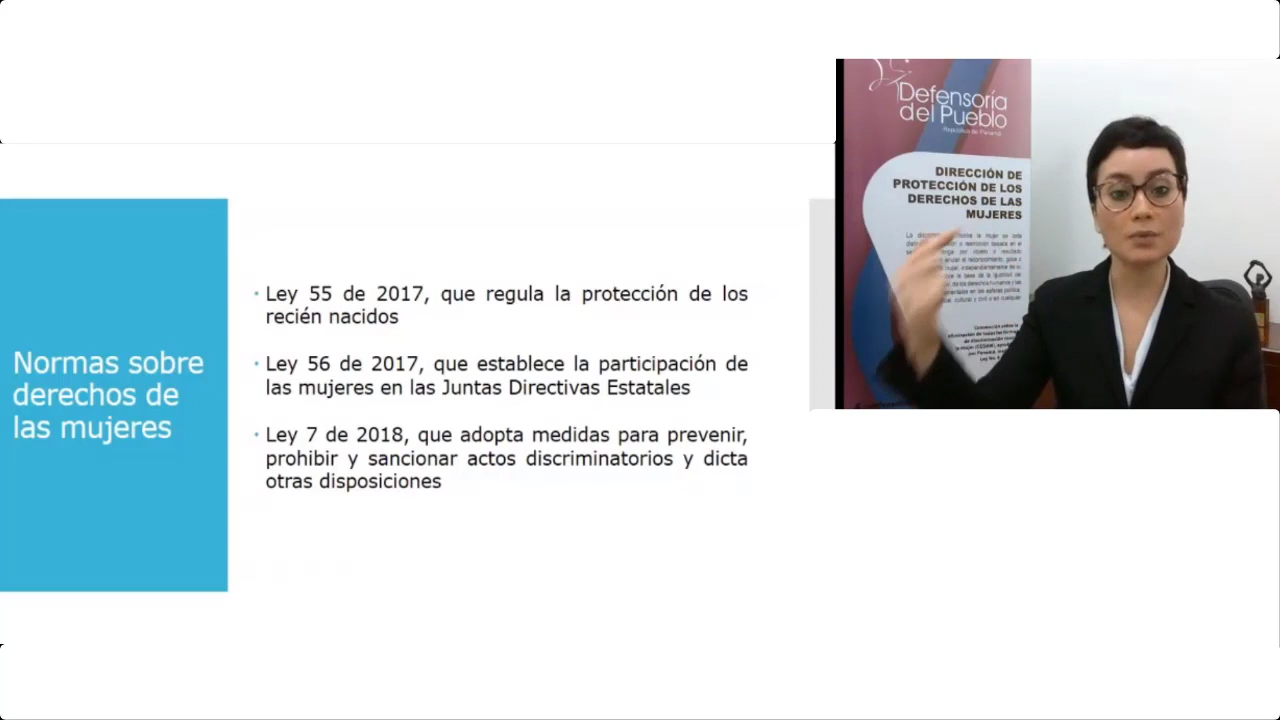 Normas sobre
derechos de
las mujeres
Ley 55 de 2017, que regula la protección de los
recién nacidos
Ley 56 de 2017, que establece la participación de
las mujeres en las Juntas Directivas Estatales
Ley 7 de 2018, que adopta medidas para prevenir,
prohibir y sancionar actos discriminatorios y dicta
otras disposiciones
Defensoría
del Pueblo
República de Panamá
DIRECCIÓN DE
PROTECCIÓN DE LOS
DERECHOS DE LAS
MUJERES